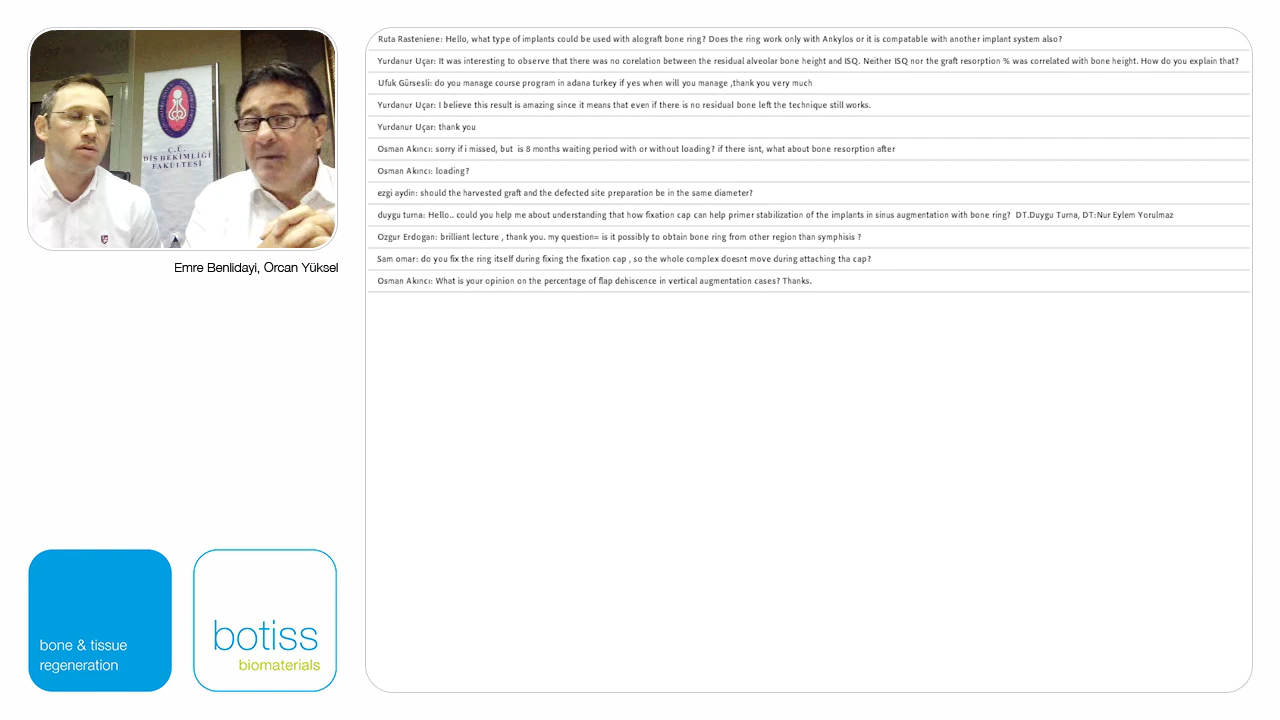 Ç.Ü.
DİŞ HEKİMLİĞİ
FAKÜLTESİ
Emre Benlidayi, Orcan Yüksel
bone & tissue
regeneration
botiss
biomaterials
Ruta Rasteniene: Hello, what type of implants could be used with alograft bone ring? Does the ring work only with Ankylos or it is compatable with another implant system also?
Yurdanur Uçar: It was interesting to observe that there was no corelation between the residual alveolar bone height and ISQ. Neither ISQ nor the graft resorption % was correlated with bone height. How do you explain that?
Ufuk Gürsesli: do you manage course program in adana turkey if yes when will you manage ,thank you very much
Yurdanur Uçar: I believe this result is amazing since it means that even if there is no residual bone left the technique still works.
Yurdanur Uçar: thank you
Osman Akıncı: sorry if i missed, but  is 8 months waiting period with or without loading? if there isnt, what about bone resorption after
Osman Akıncı: loading?
ezgi aydin: should the harvested graft and the defected site preparation be in the same diameter?
duygu turna: Hello.. could you help me about understanding that how fixation cap can help primer stabilization of the implants in sinus augmentation with bone ring?  DT.Duygu Turna, DT:Nur Eylem Yorulmaz
Ozgur Erdogan: brilliant lecture , thank you. my question= is it possibly to obtain bone ring from other region than symphisis ?
Sam omar: do you fix the ring itself during fixing the fixation cap , so the whole complex doesnt move during attaching tha cap?
Osman Akıncı: What is your opinion on the percentage of flap dehiscence in vertical augmentation cases? Thanks.